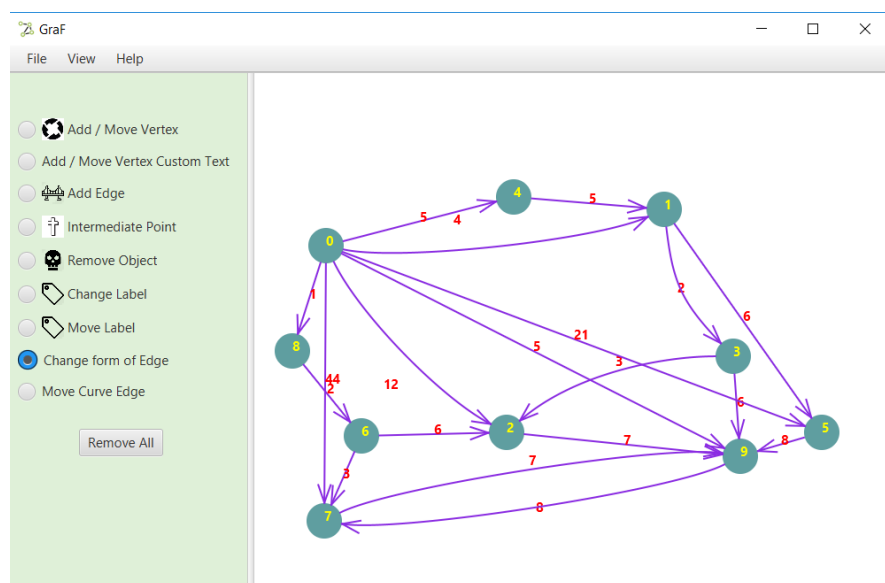 GraF
File View Help
Add / Move Vertex
Add / Move Vertex Custom Text
Add Edge
Intermediate Point
Remove Object
Change Label
Move Label
Change form of Edge
Move Curve Edge
Remove All
4
5
1
5
4
0
2
1
6
21
5
8
3
3
44
2
12
6
6
6
2
7
5
8
9
7
3
8
7